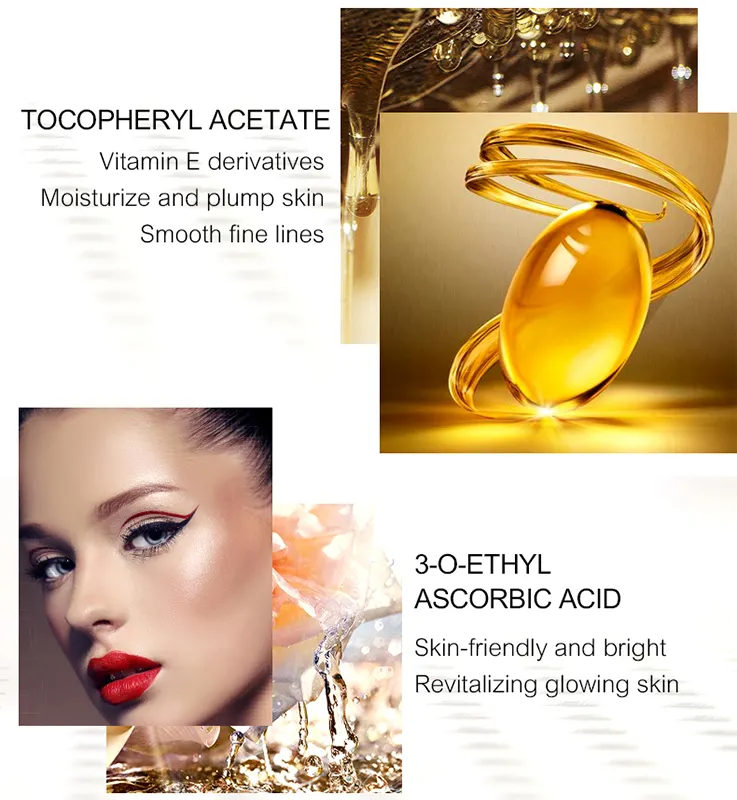 TOCOPHERYL ACETATE
Vitamin E derivatives
Moisturize and plump skin
Smooth fine lines
3-O-ETHYL
ASCORBIC ACID
Skin-friendly and bright
Revitalizing glowing skin